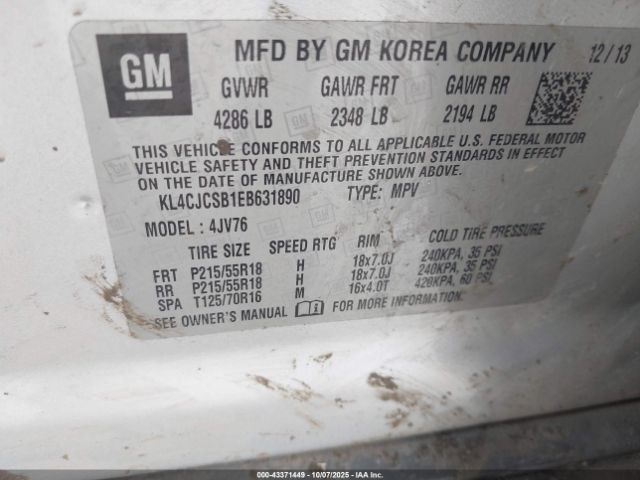 GM
MFD BY GM KOREA COMPANY 12/13
GVWR GAWR FRT GAWR RR
4286 LB 2348 LB 2194 LB
THIS VEHICLE CONFORMS TO ALL APPLICABLE U.S. FEDERAL MOTOR
VEHICLE SAFETY AND THEFT PREVENTION STANDARDS IN EFFECT
ON THE DATE OF MANUFACTURE SHOWN ABOVE.
KL4CJCSB1EB631890 TYPE: MPV
MODEL : 4JV76
TIRE SIZE SPEED RTG RIM COLD TIRE PRESSURE
FRT P215/55R18 H 18x7.0J 240KPA, 35 PSI
RR P215/55R18 H 18x7.0J 240KPA, 35 PSI
SPA T125/70R16 M 16x4.0T 420KPA, 60 PSI
SEE OWNER'S MANUAL FOR MORE INFORMATION.
000-43371449 - 10/07/2025 - IAAI.COM